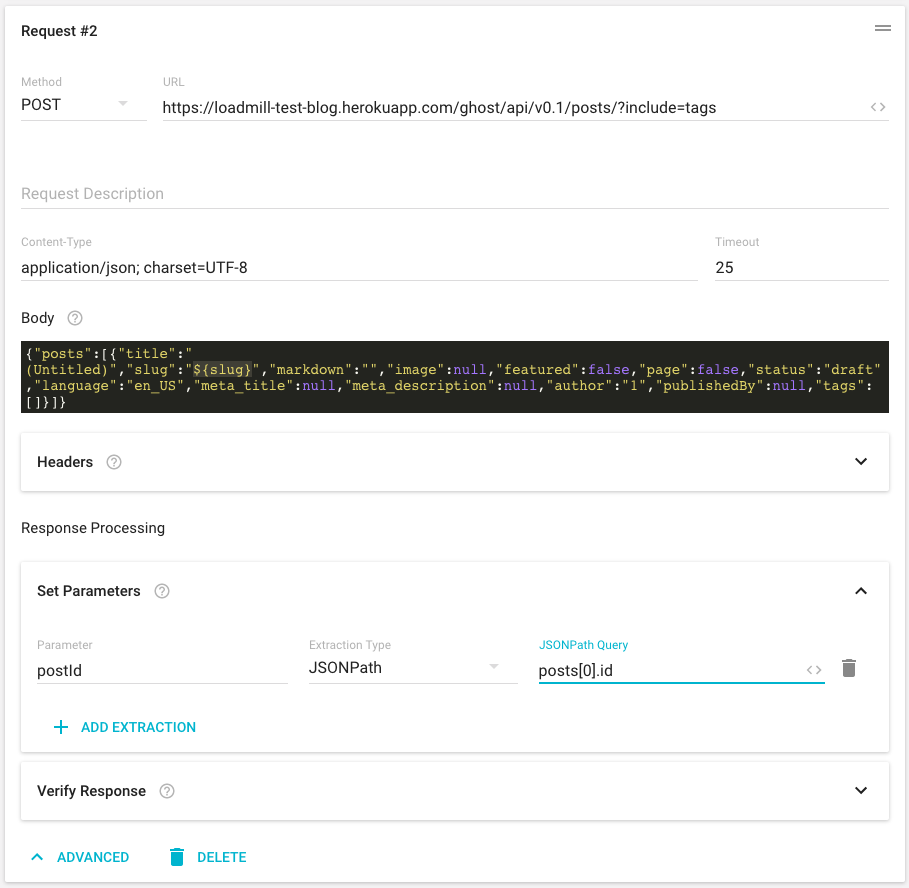 Request #2
Method
URL
POST
https://loadmill-test-blog.herokuapp.com/ghost/api/v0.1/posts/?include=tags
<>
Request Description
Content-Type
Timeout
application/json; charset=UTF-8
25
Body ?
{"posts":[{"title":"
(Untitled)","slug":"${slug}","markdown":"","image":null,"featured":false,"page":false,"status":"draft"
,"language":"en_US","meta_title":null,"meta_description":null,"author":"1","publishedBy":null,"tags":
[]}]}
Headers ?
Response Processing
Set Parameters ?
Parameter
Extraction Type
JSONPath Query
postId
JSONPath
posts[0].id
<>
+ ADD EXTRACTION
Verify Response ?
ADVANCED
DELETE